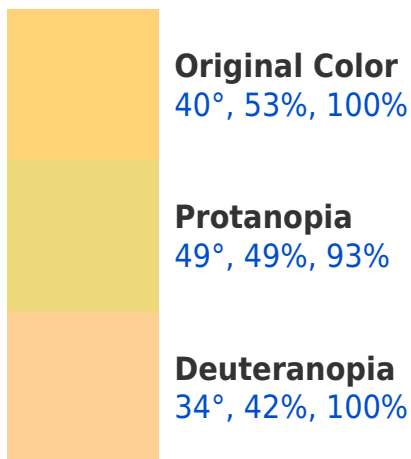 Original Color
40°, 53%, 100%
Protanopia
49°, 49%, 93%
Deuteranopia
34°, 42%, 100%